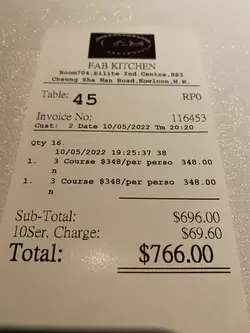 FAB KITCHEN
Room704,Eilite Ind.Centre,883
Cheung Sha Wan Road,Kowloon,H.K.
Table: 45 RP0
Invoice No: 116453
Cust: 2 Date 10/05/2022 Tm 20:20
Qty 16.
10/05/2022 19:25:37 38
1. 3 Course $348/per perso 348.00
n
1. 3 Course $348/per perso 348.00
n
Sub-Total: $696.00
10Ser. Charge: $69.60
Total: $766.00